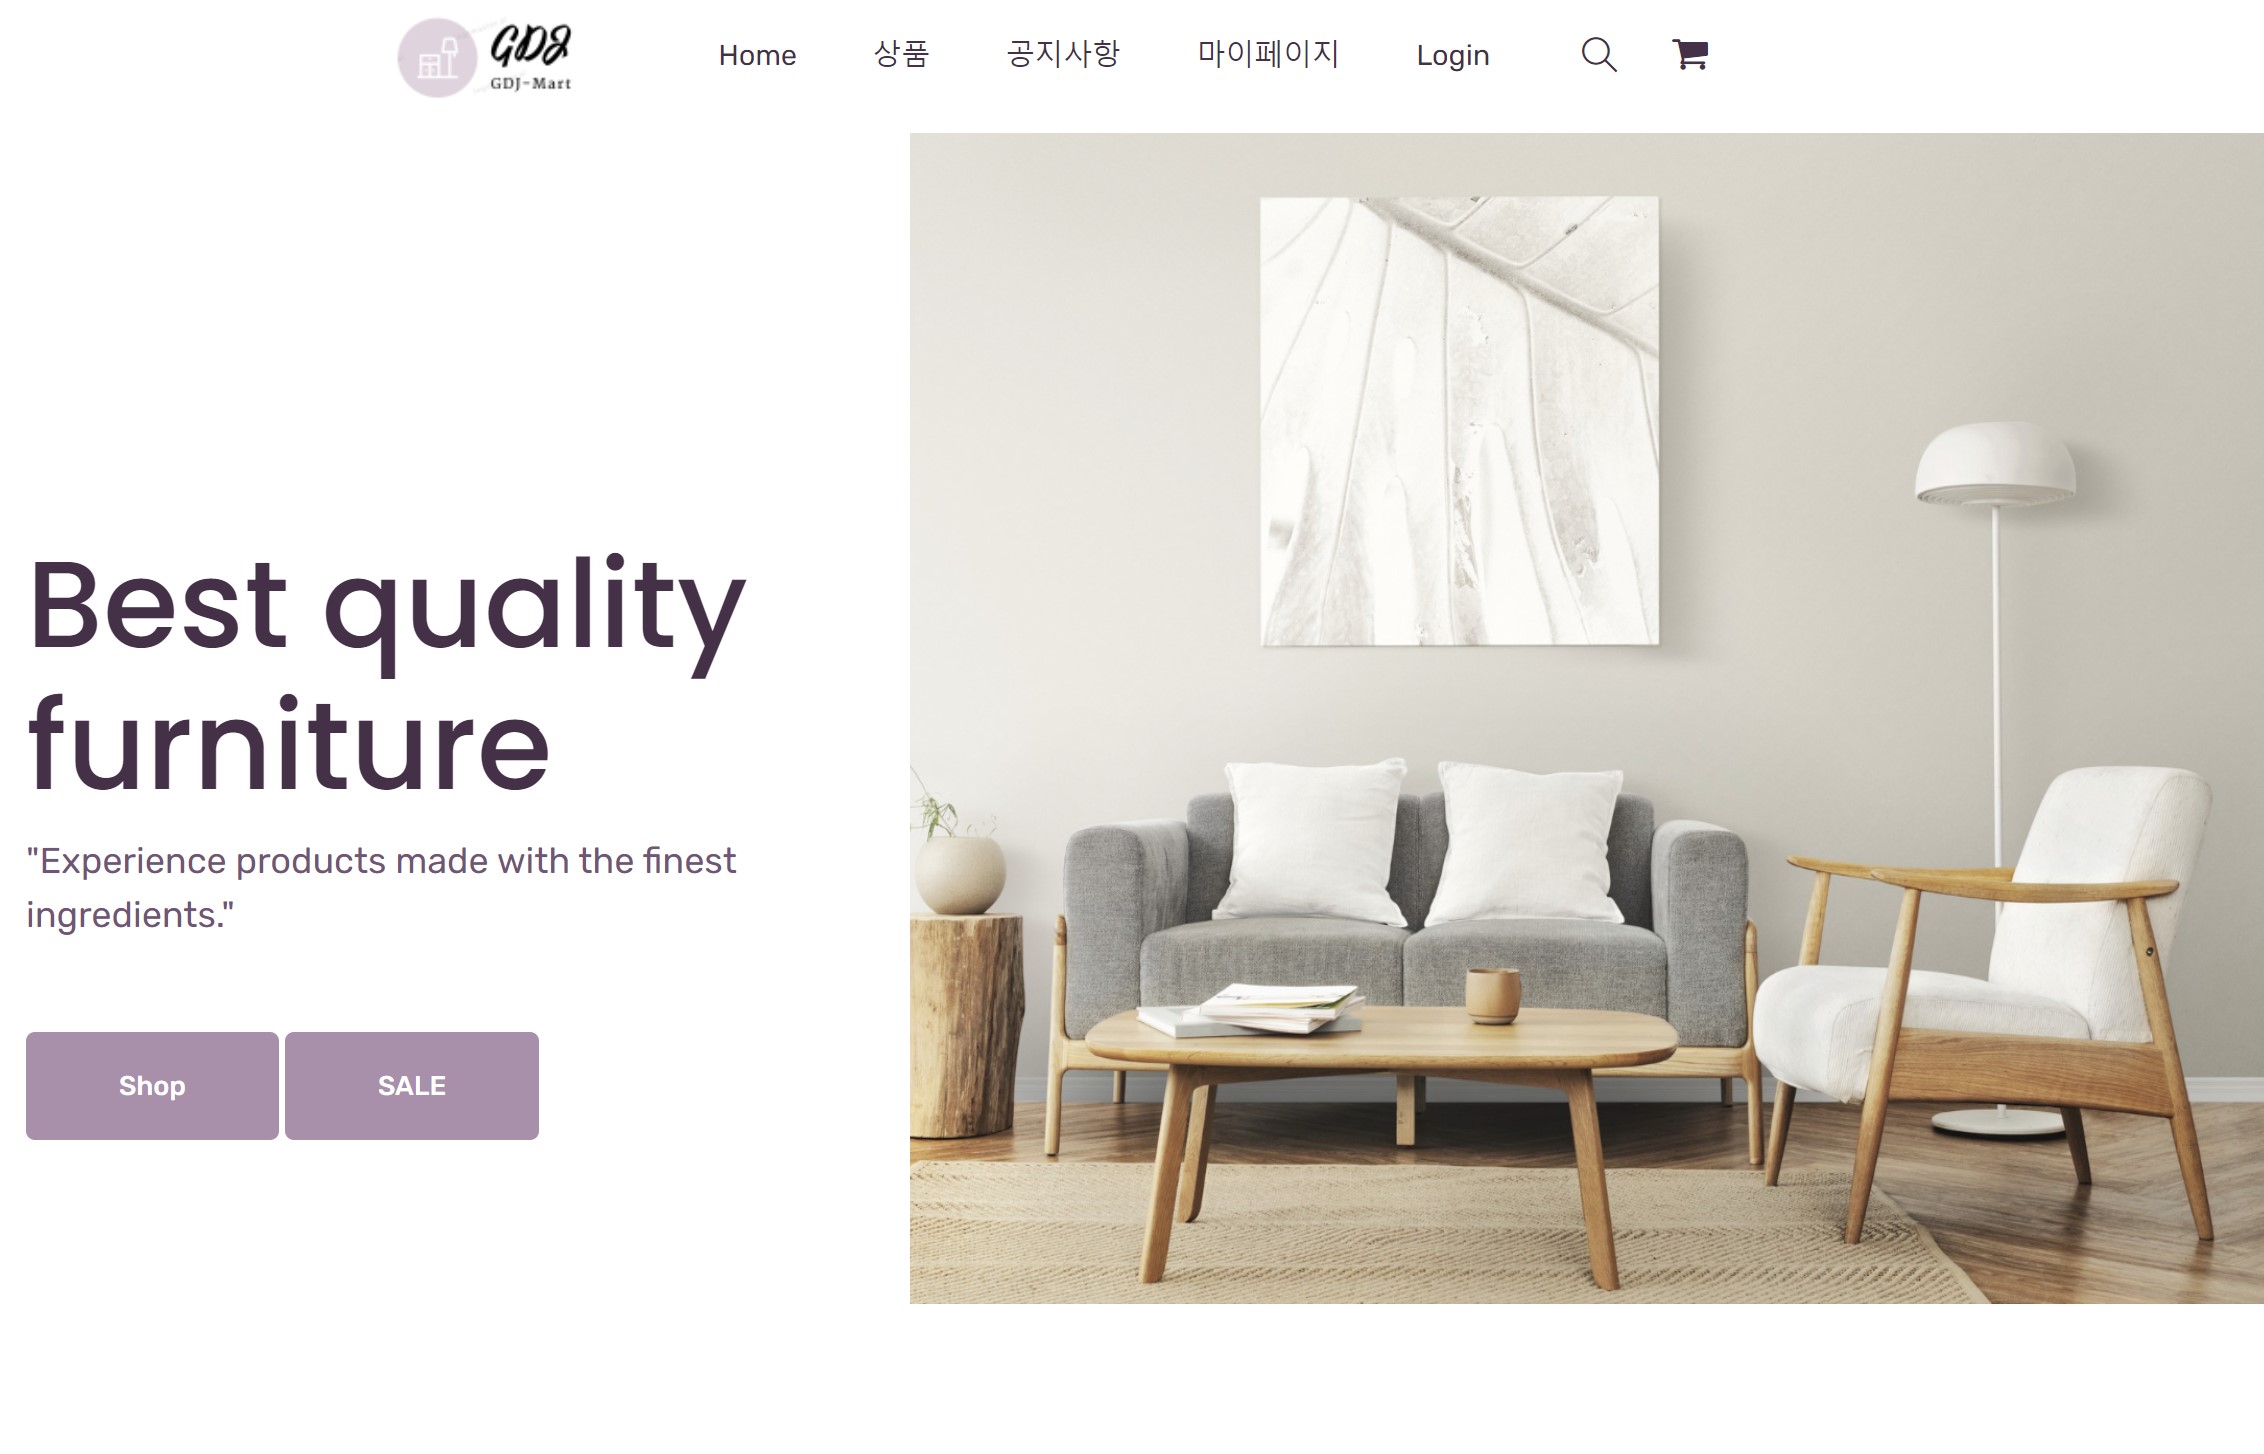 GDJ
GDJ-Mart
Home 상품 공지사항 마이페이지 Login
Best quality
furniture
"Experience products made with the finest
ingredients."
Shop SALE